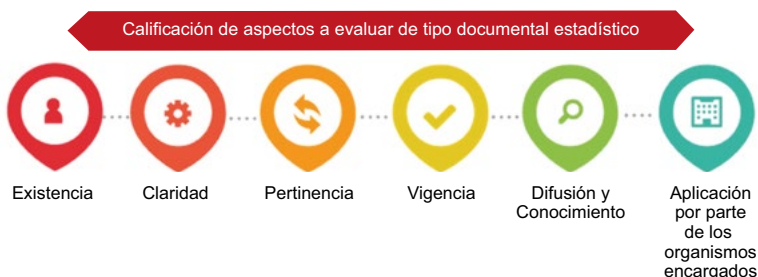 Calificación de aspectos a evaluar de tipo documental estadístico
Existencia
Claridad
Pertinencia
Vigencia
Difusión y
Conocimiento
Aplicación
por parte
de los
organismos
encargados